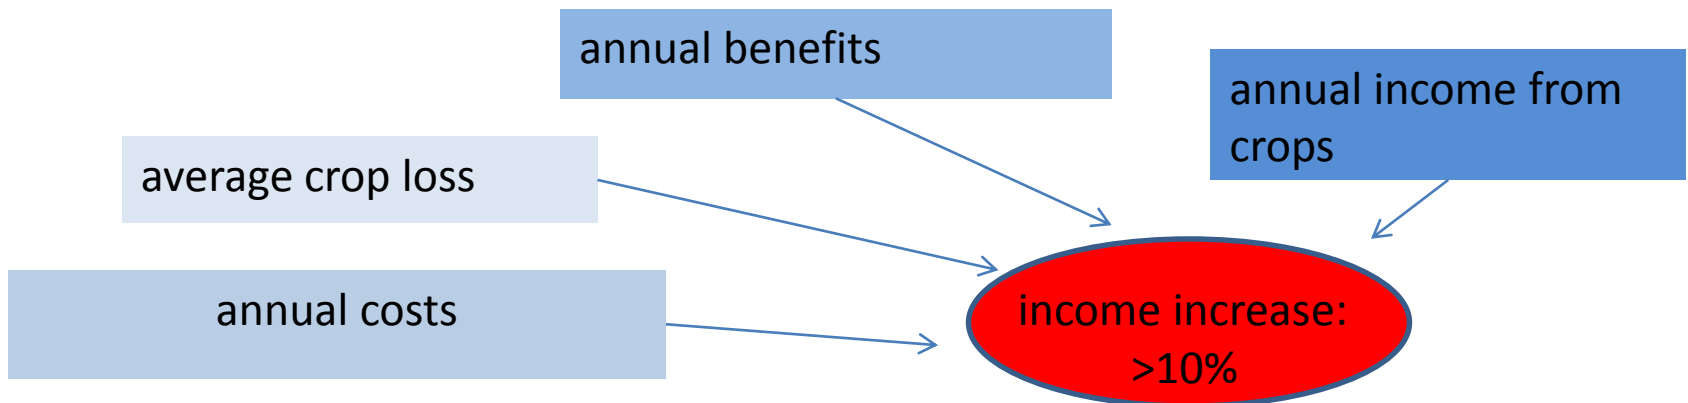 annual benefits
annual income from
crops
average crop loss
annual costs
income increase:
>10%